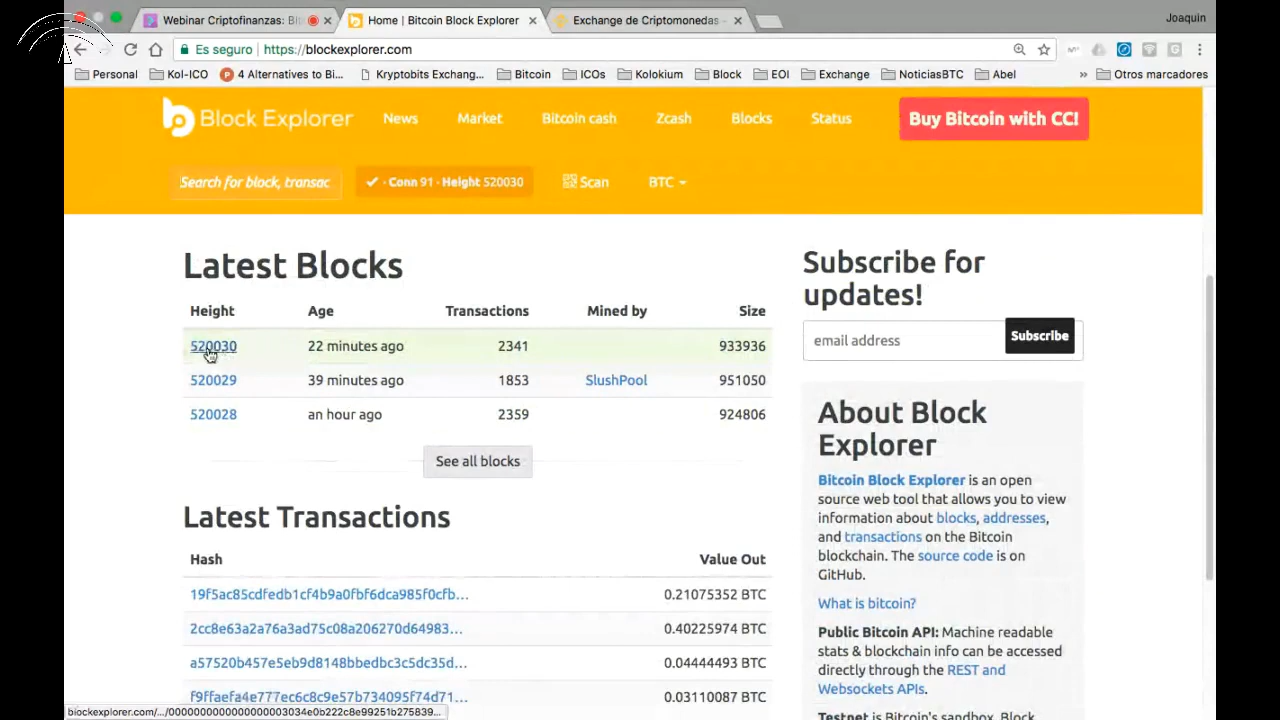 Webinar Criptofinanzas: Bl
Home | Bitcoin Block Explorer
Exchange de Criptomonedas -
Joaquin
Es seguro
https://blockexplorer.com
Personal
Kol-ICO
4 Alternatives to Bi...
Kryptobits Exchang...
Bitcoin
ICOs
Kolokium
Block
EOI
Exchange
NoticiasBTC
Abel
»
Otros marcadores
Block Explorer
News
Market
Bitcoin cash
Zcash
Blocks
Status
Buy Bitcoin with CC!
Search for block, transac
· Conn 91 · Height 520030
Scan
BTC
Latest Blocks
Height Age Transactions Mined by Size
520030 22 minutes ago 2341 933936
520029 39 minutes ago 1853 SlushPool 951050
520028 an hour ago 2359 924806
See all blocks
Latest Transactions
Hash Value Out
19f5ac85cdfedb1cf4b9a0fbf6dca985f0cfb... 0.21075352 BTC
2cc8e63a2a76a3ad75c08a206270d64983... 0.40225974 BTC
a57520b457e5eb9d8148bbedbc3c5dc35d... 0.04444493 BTC
f9ffaefa4e777ec6c8c9e57b734095f74d71... 0.03110087 BTC
Subscribe for
updates!
email address
Subscribe
About Block
Explorer
Bitcoin Block Explorer is an open
source web tool that allows you to view
information about blocks, addresses,
and transactions on the Bitcoin
blockchain. The source code is on
GitHub.
What is bitcoin?
Public Bitcoin API: Machine readable
stats & blockchain info can be accessed
directly through the REST and
Websockets APIs.
Testnet is Bitcoin's sandbox. Block